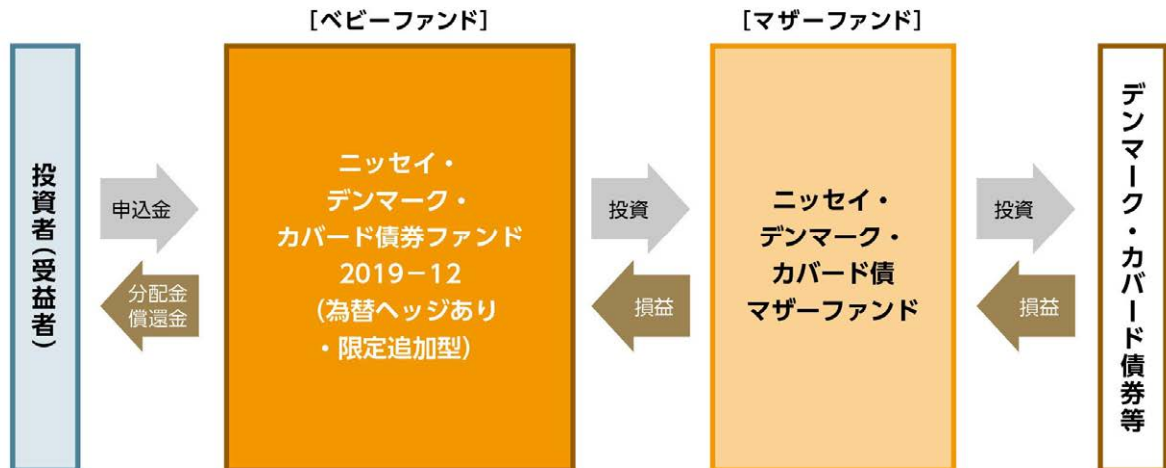 [ベビーファンド]
[マザーファンド]
投資者(受益者)
申込金
分配金
償還金
ニッセイ・
デンマーク・
カバード債券ファンド
2019－12
(為替ヘッジあり
・限定追加型)
投資
損益
ニッセイ・
デンマーク・
カバード債
マザーファンド
投資
損益
デンマーク・カバード債券等